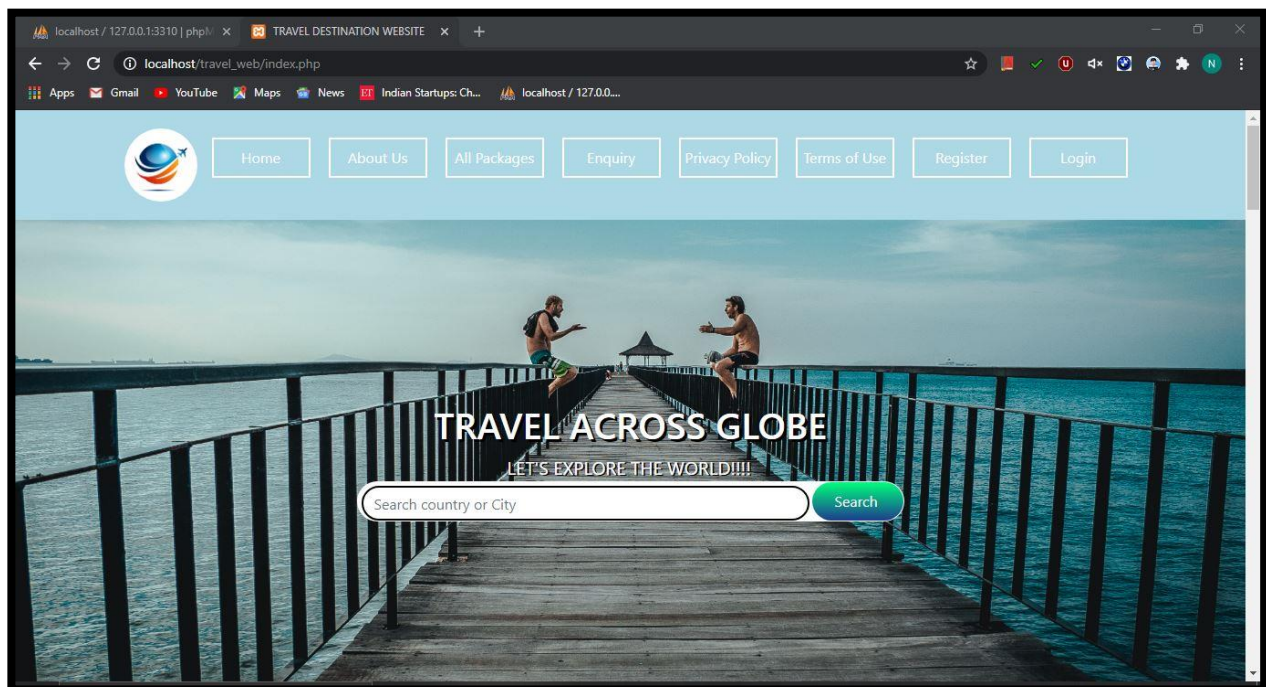 localhost / 127.0.0.1:3310 | phpM
TRAVEL DESTINATION WEBSITE
localhost/travel_web/index.php
Apps Gmail YouTube Maps News ET Indian Startups: Ch... localhost / 127.0.0....
N
Home About Us All Packages Enquiry Privacy Policy Terms of Use Register Login
TRAVEL ACROSS GLOBE
LET'S EXPLORE THE WORLD!!!!
Search country or City Search